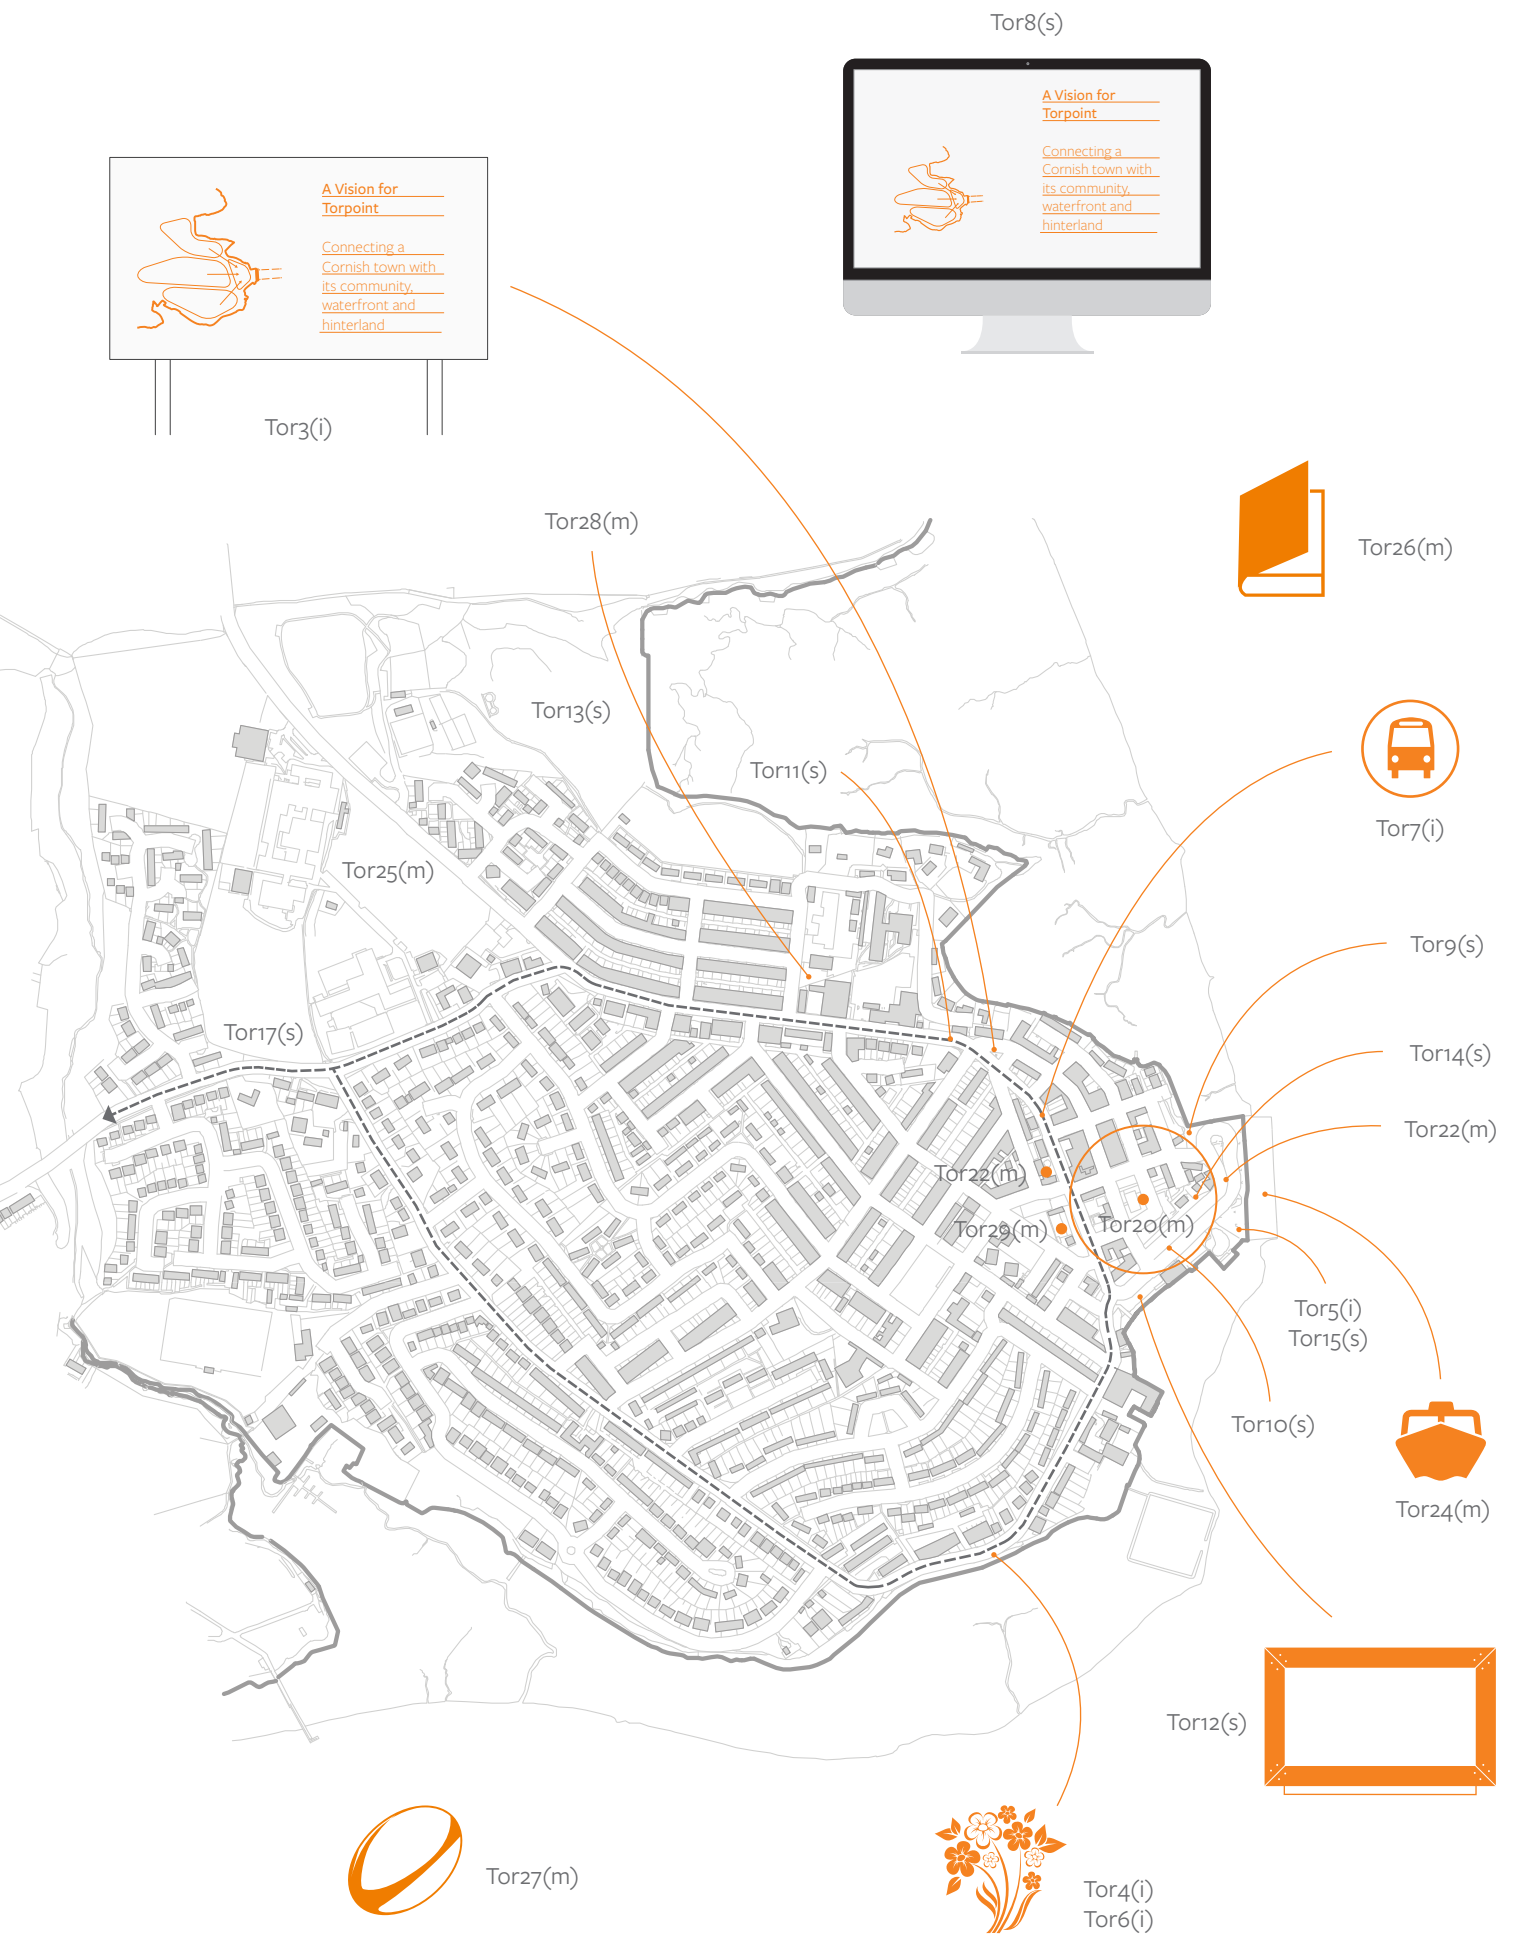 Tor8(s)
A Vision for
Torpoint
Connecting a
Cornish town with
its community,
waterfront and
hinterland
A Vision for
Torpoint
Connecting a
Cornish town with
its community,
waterfront and
hinterland
Tor3(i)
Tor28(m)
Tor26(m)
Tor13(s)
Tor11(s)
Tor7(i)
Tor25(m)
Tor9(s)
Tor17(s)
Tor14(s)
Tor22(m)
Tor22(m)
Tor20(m)
Tor29(m)
Tor5(i)
Tor15(s)
Tor10(s)
Tor24(m)
Tor12(s)
Tor27(m)
Tor4(i)
Tor6(i)